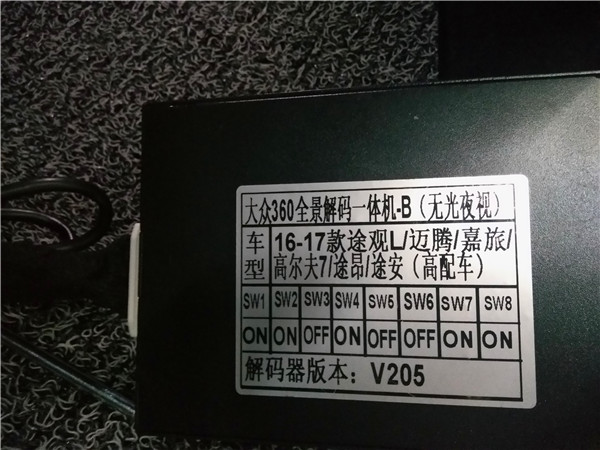 大众360全景解码一体机-B（无光夜视）
车型 16-17款途观L/迈腾/嘉旅/
高尔夫7/途昂/途安（高配车）
SW1 SW2 SW3 SW4 SW5 SW6 SW7 SW8
ON ON OFF ON OFF OFF ON ON
解码器版本：V205